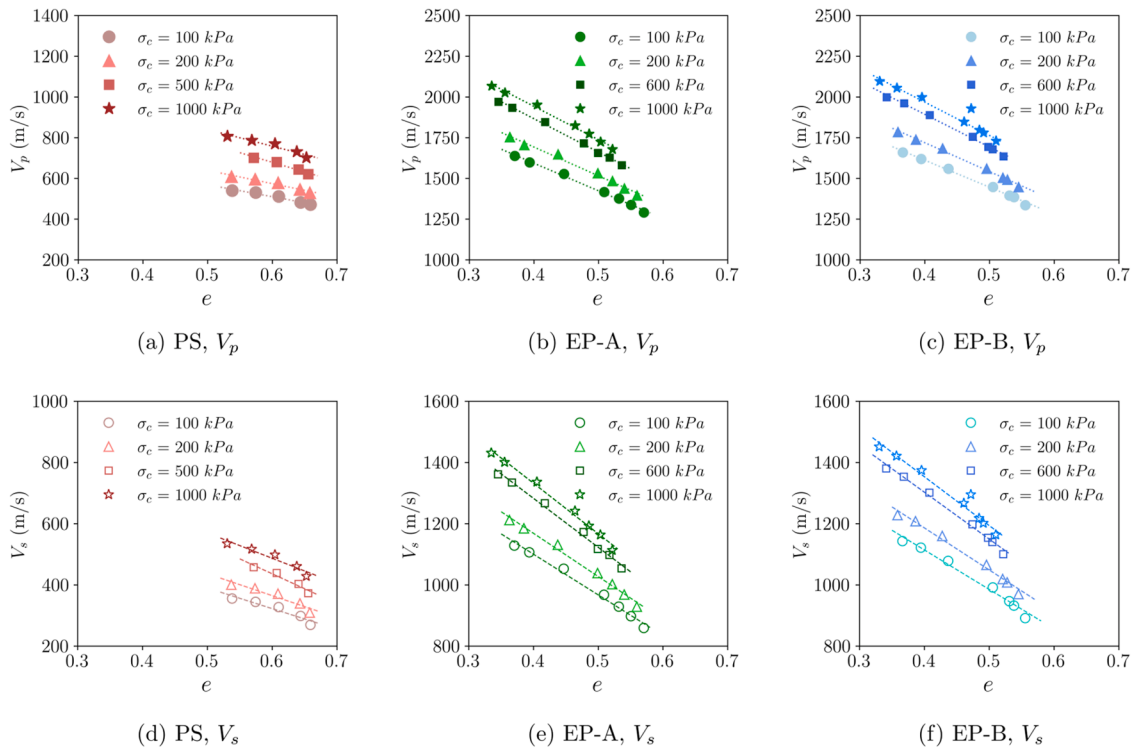 1400
1200
1000
800
600
400
200
V_p (m/s)
σ_c = 100 kPa
σ_c = 200 kPa
σ_c = 500 kPa
σ_c = 1000 kPa
0.3 0.4 0.5 0.6 0.7
e
(a) PS, V_p
2500
2250
2000
1750
1500
1250
1000
V_p (m/s)
σ_c = 100 kPa
σ_c = 200 kPa
σ_c = 600 kPa
σ_c = 1000 kPa
0.3 0.4 0.5 0.6 0.7
e
(b) EP-A, V_p
2500
2250
2000
1750
1500
1250
1000
V_p (m/s)
σ_c = 100 kPa
σ_c = 200 kPa
σ_c = 600 kPa
σ_c = 1000 kPa
0.3 0.4 0.5 0.6 0.7
e
(c) EP-B, V_p
1000
800
600
400
200
V_s (m/s)
σ_c = 100 kPa
σ_c = 200 kPa
σ_c = 500 kPa
σ_c = 1000 kPa
0.3 0.4 0.5 0.6 0.7
e
(d) PS, V_s
1600
1400
1200
1000
800
V_s (m/s)
σ_c = 100 kPa
σ_c = 200 kPa
σ_c = 600 kPa
σ_c = 1000 kPa
0.3 0.4 0.5 0.6 0.7
e
(e) EP-A, V_s
1600
1400
1200
1000
800
V_s (m/s)
σ_c = 100 kPa
σ_c = 200 kPa
σ_c = 600 kPa
σ_c = 1000 kPa
0.3 0.4 0.5 0.6 0.7
e
(f) EP-B, V_s